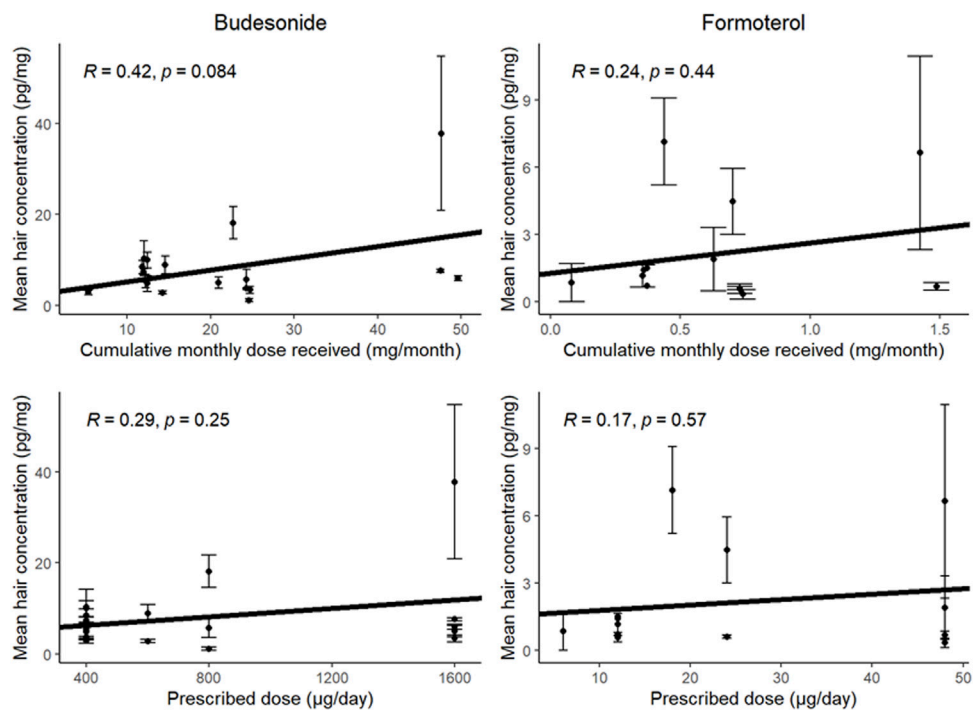 Budesonide
Mean hair concentration (pg/mg)
R = 0.42, p = 0.084
40
20
0
10 20 30 40 50
Cumulative monthly dose received (mg/month)
Formoterol
Mean hair concentration (pg/mg)
R = 0.24, p = 0.44
9
6
3
0
0.0 0.5 1.0 1.5
Cumulative monthly dose received (mg/month)
Mean hair concentration (pg/mg)
R = 0.29, p = 0.25
40
20
0
400 800 1200 1600
Prescribed dose (µg/day)
Mean hair concentration (pg/mg)
R = 0.17, p = 0.57
9
6
3
0
10 20 30 40 50
Prescribed dose (µg/day)